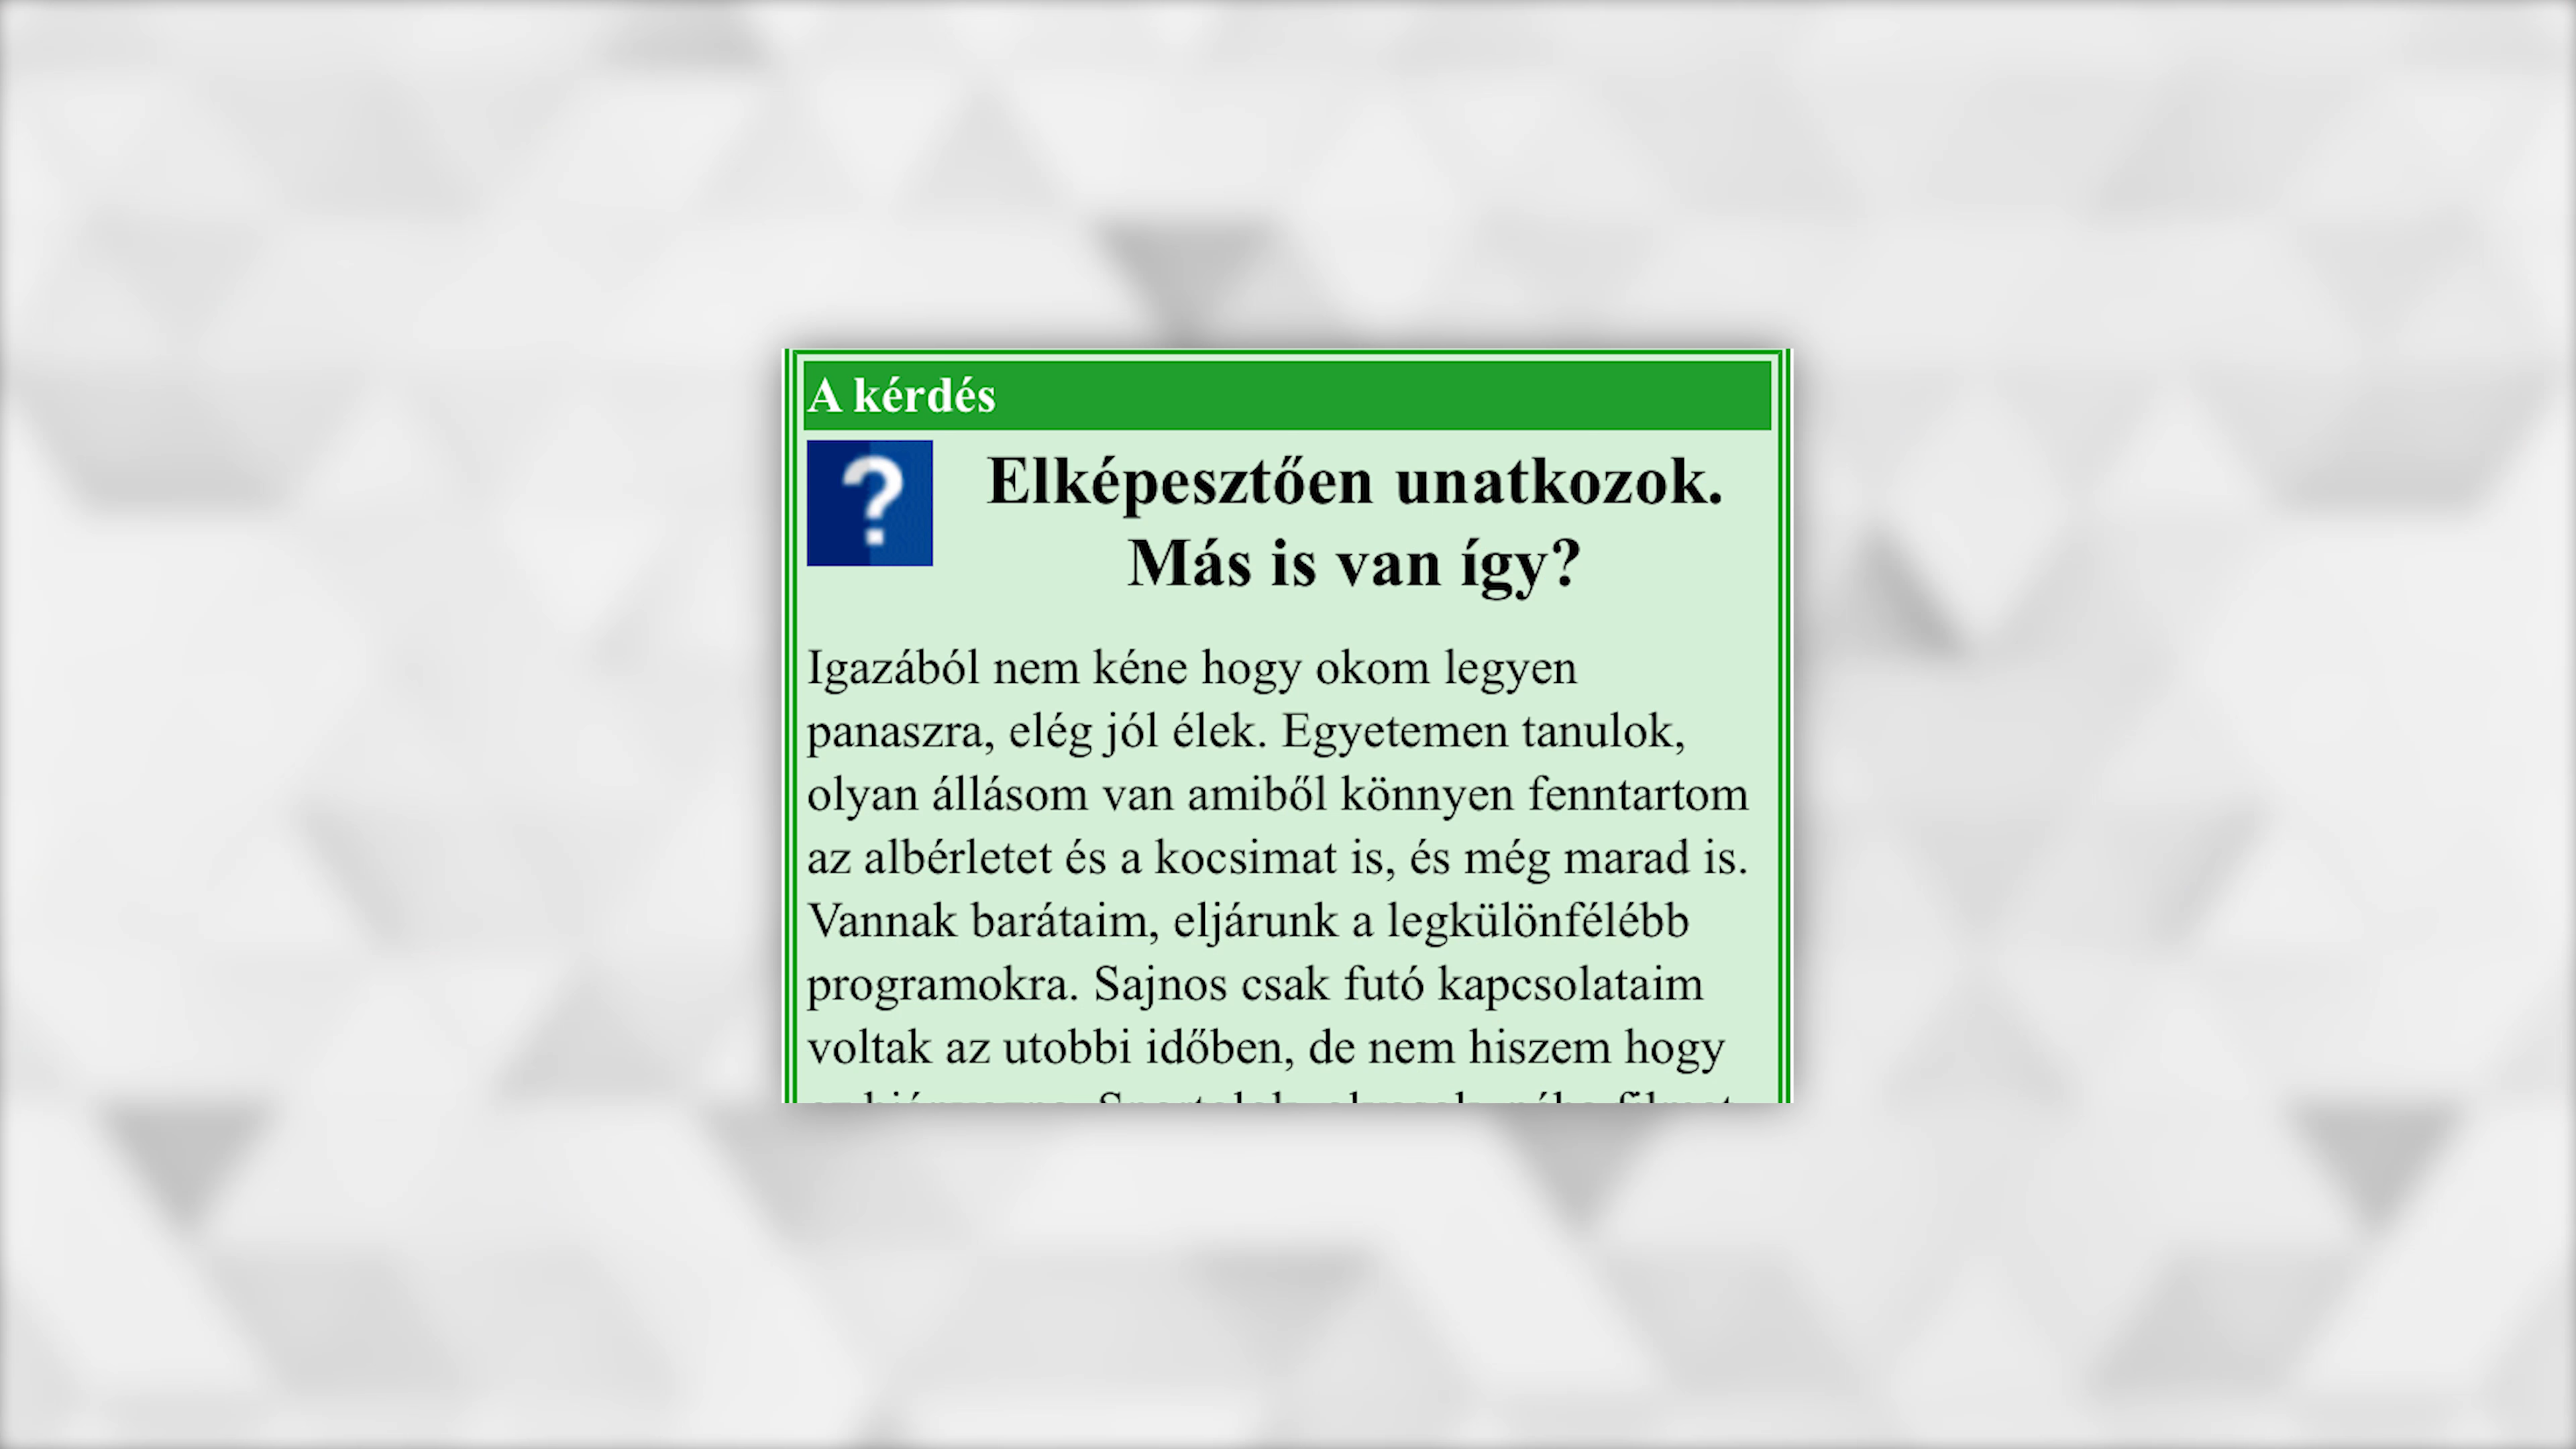 A kérdés
?
Elképesztően unatkozok.
Más is van így?
Igazából nem kéne hogy okom legyen
panaszra, elég jól élek. Egyetemen tanulok,
olyan állásom van amiből könnyen fenntartom
az albérletet és a kocsimat is, és még marad is.
Vannak barátaim, eljárunk a legkülönfélébb
programokra. Sajnos csak futó kapcsolataim
voltak az utobbi időben, de nem hiszem hogy